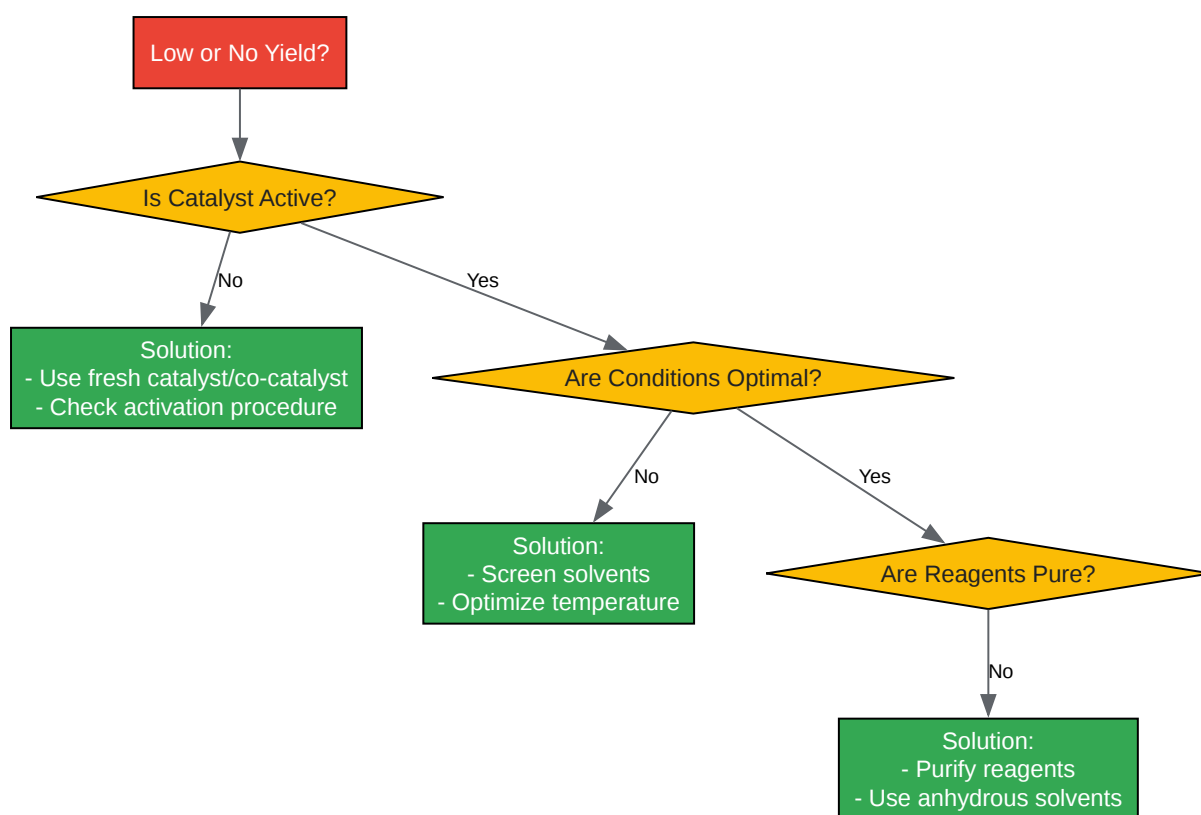 Low or No Yield?
Is Catalyst Active?
No
Yes
Solution:
- Use fresh catalyst/co-catalyst
- Check activation procedure
Are Conditions Optimal?
No
Yes
Solution:
- Screen solvents
- Optimize temperature
Are Reagents Pure?
No
Solution:
- Purify reagents
- Use anhydrous solvents